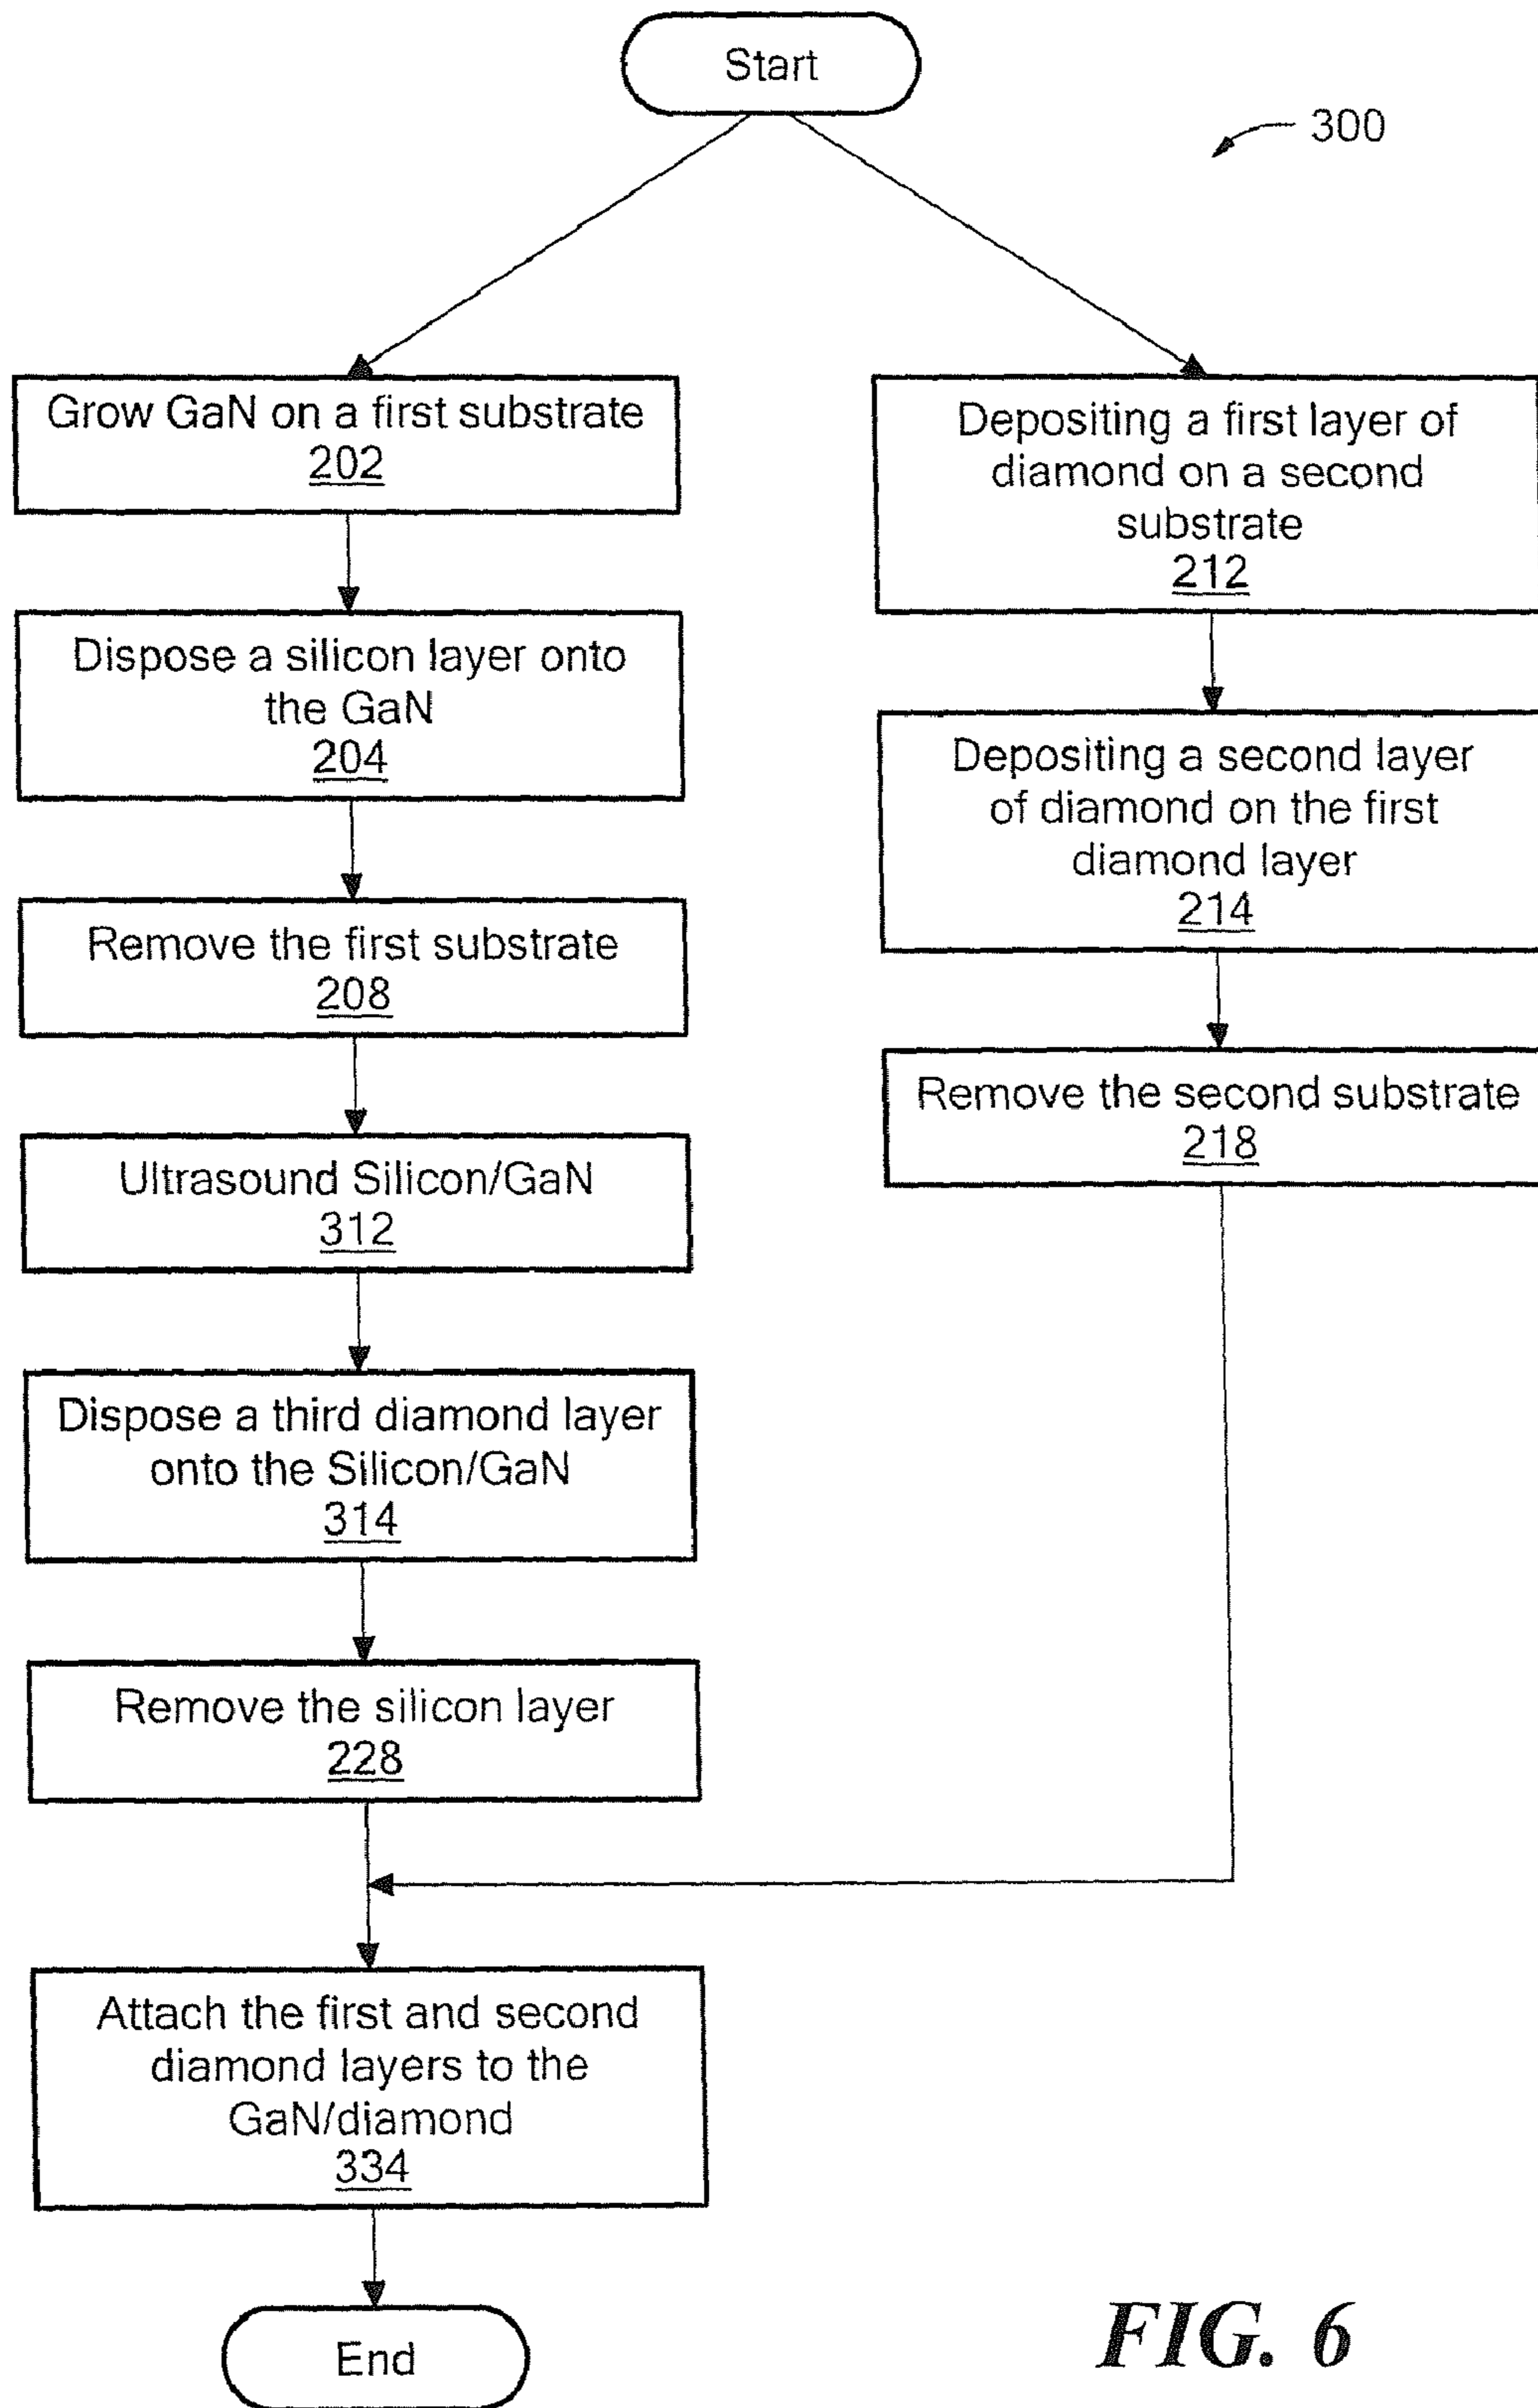 Start
300
Grow GaN on a first substrate
202
Dispose a silicon layer onto
the GaN
204
Remove the first substrate
208
Ultrasound Silicon/GaN
312
Dispose a third diamond layer
onto the Silicon/GaN
314
Remove the silicon layer
228
Depositing a first layer of
diamond on a second
substrate
212
Depositing a second layer
of diamond on the first
diamond layer
214
Remove the second substrate
218
Attach the first and second
diamond layers to the
GaN/diamond
334
End
FIG. 6